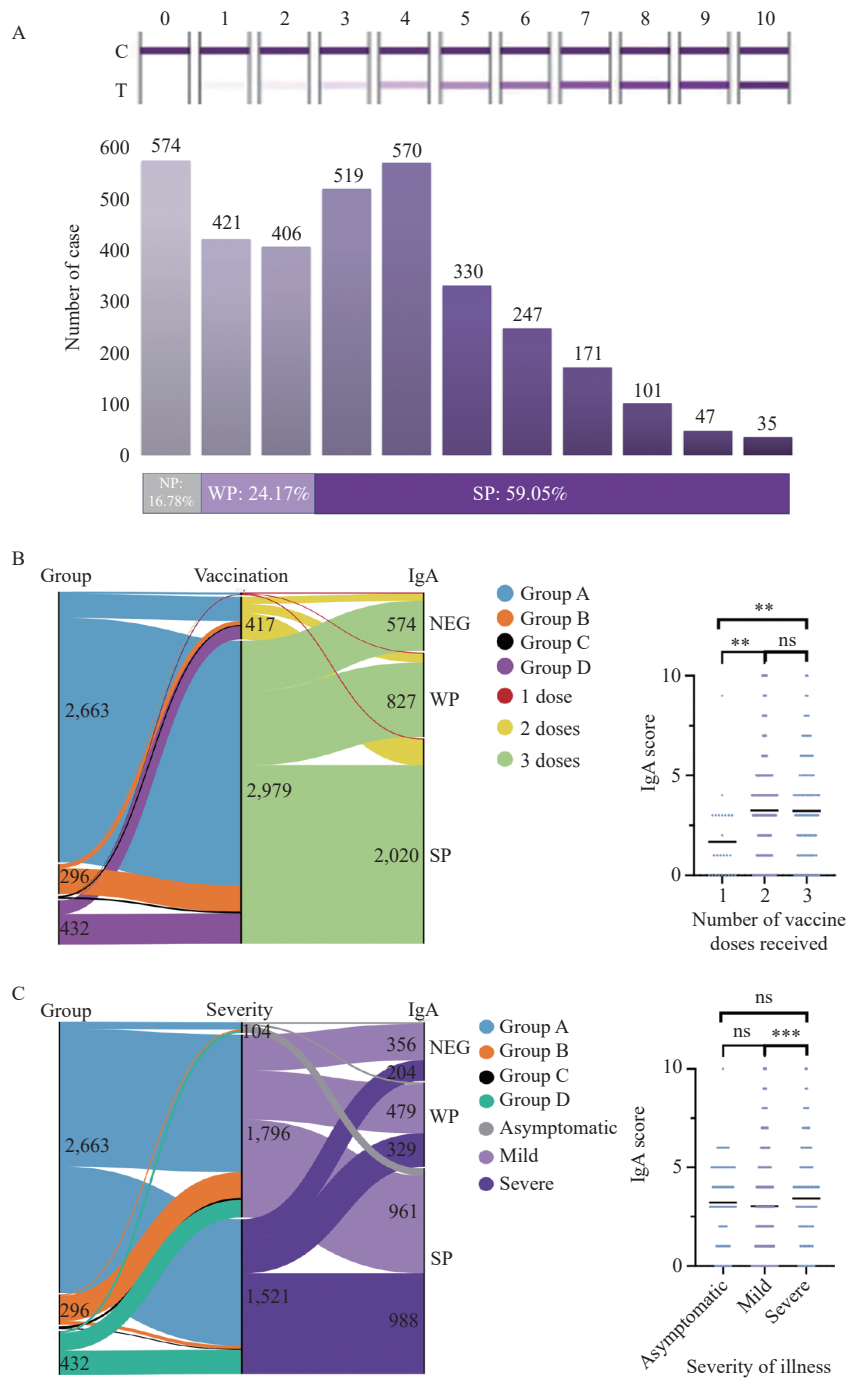 A
0 1 2 3 4 5 6 7 8 9 10
C
T
Number of case
600
500
400
300
200
100
0
574
421
406
519
570
330
247
171
101
47
35
NP:
16.78%
WP: 24.17%
SP: 59.05%
B
Group
Vaccination
IgA
2,663
296
432
417
2,979
574
827
2,020
NEG
WP
SP
Group A
Group B
Group C
Group D
1 dose
2 doses
3 doses
**
**
ns
IgA score
10
5
0
1 2 3
Number of vaccine
doses received
C
Group
Severity
IgA
2,663
296
432
104
1,796
1,521
356
204
479
329
961
988
NEG
WP
SP
Group A
Group B
Group C
Group D
Asymptomatic
Mild
Severe
ns
ns
***
IgA score
10
5
0
Asymptomatic
Mild
Severe
Severity of illness